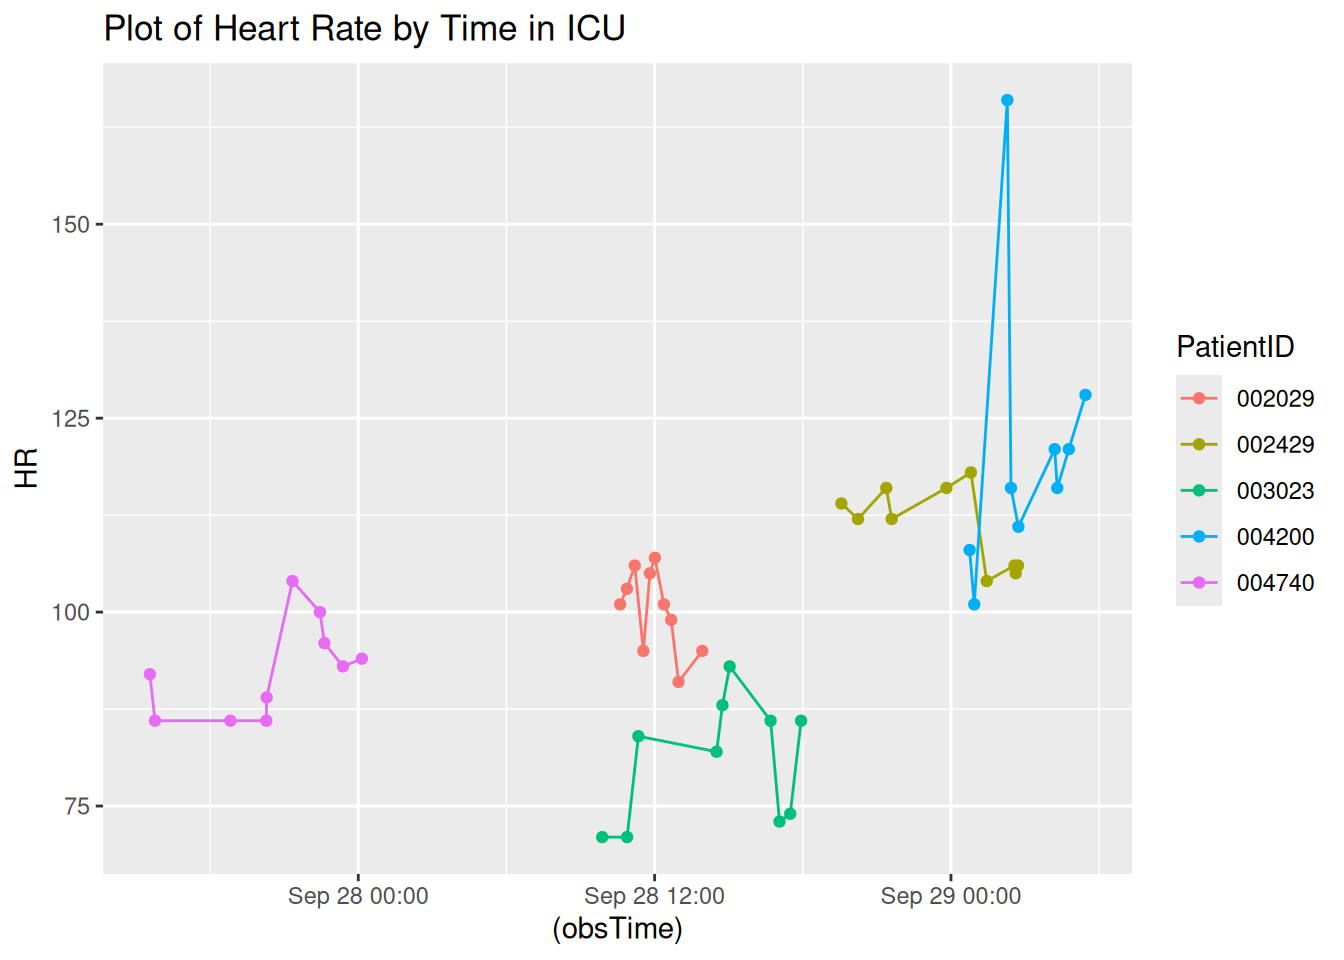 Plot of Heart Rate by Time in ICU
HR
150
125
100
75
Sep 28 00:00 Sep 28 12:00 Sep 29 00:00
(obsTime)
PatientID
002029
002429
003023
004200
004740